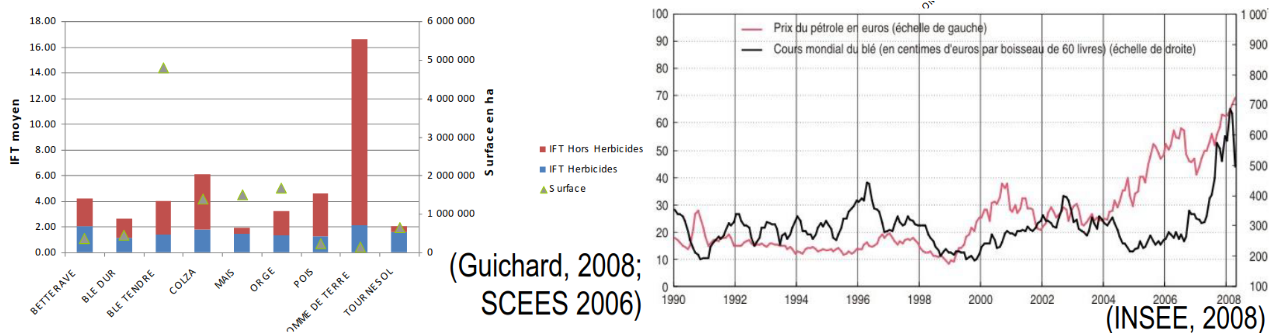 18.00
16.00
14.00
12.00
10.00
8.00
6.00
4.00
2.00
0.00
IFT moyen
6 000 000
5 000 000
4 000 000
3 000 000
2 000 000
1 000 000
0
Surface en ha
BETTERAVE
BLE DUR
BLE TENDRE
COLZA
MAIS
ORGE
POIS
OMME DE TERRE
TOURNESOL
IFT Hors Herbicides
IFT Herbicides
Surface
(Guichard, 2008;
SCEES 2006)
100
90
80
70
60
50
40
30
20
10
0
Prix du pétrole en euros (échelle de gauche)
Cours mondial du blé (en centimes d'euros par boisseau de 60 livres) (échelle de droite)
1 000
900
800
700
600
500
400
300
200
100
1990
1992
1994
1996
1998
2000
2002
2004
2006
2008
(INSEE, 2008)